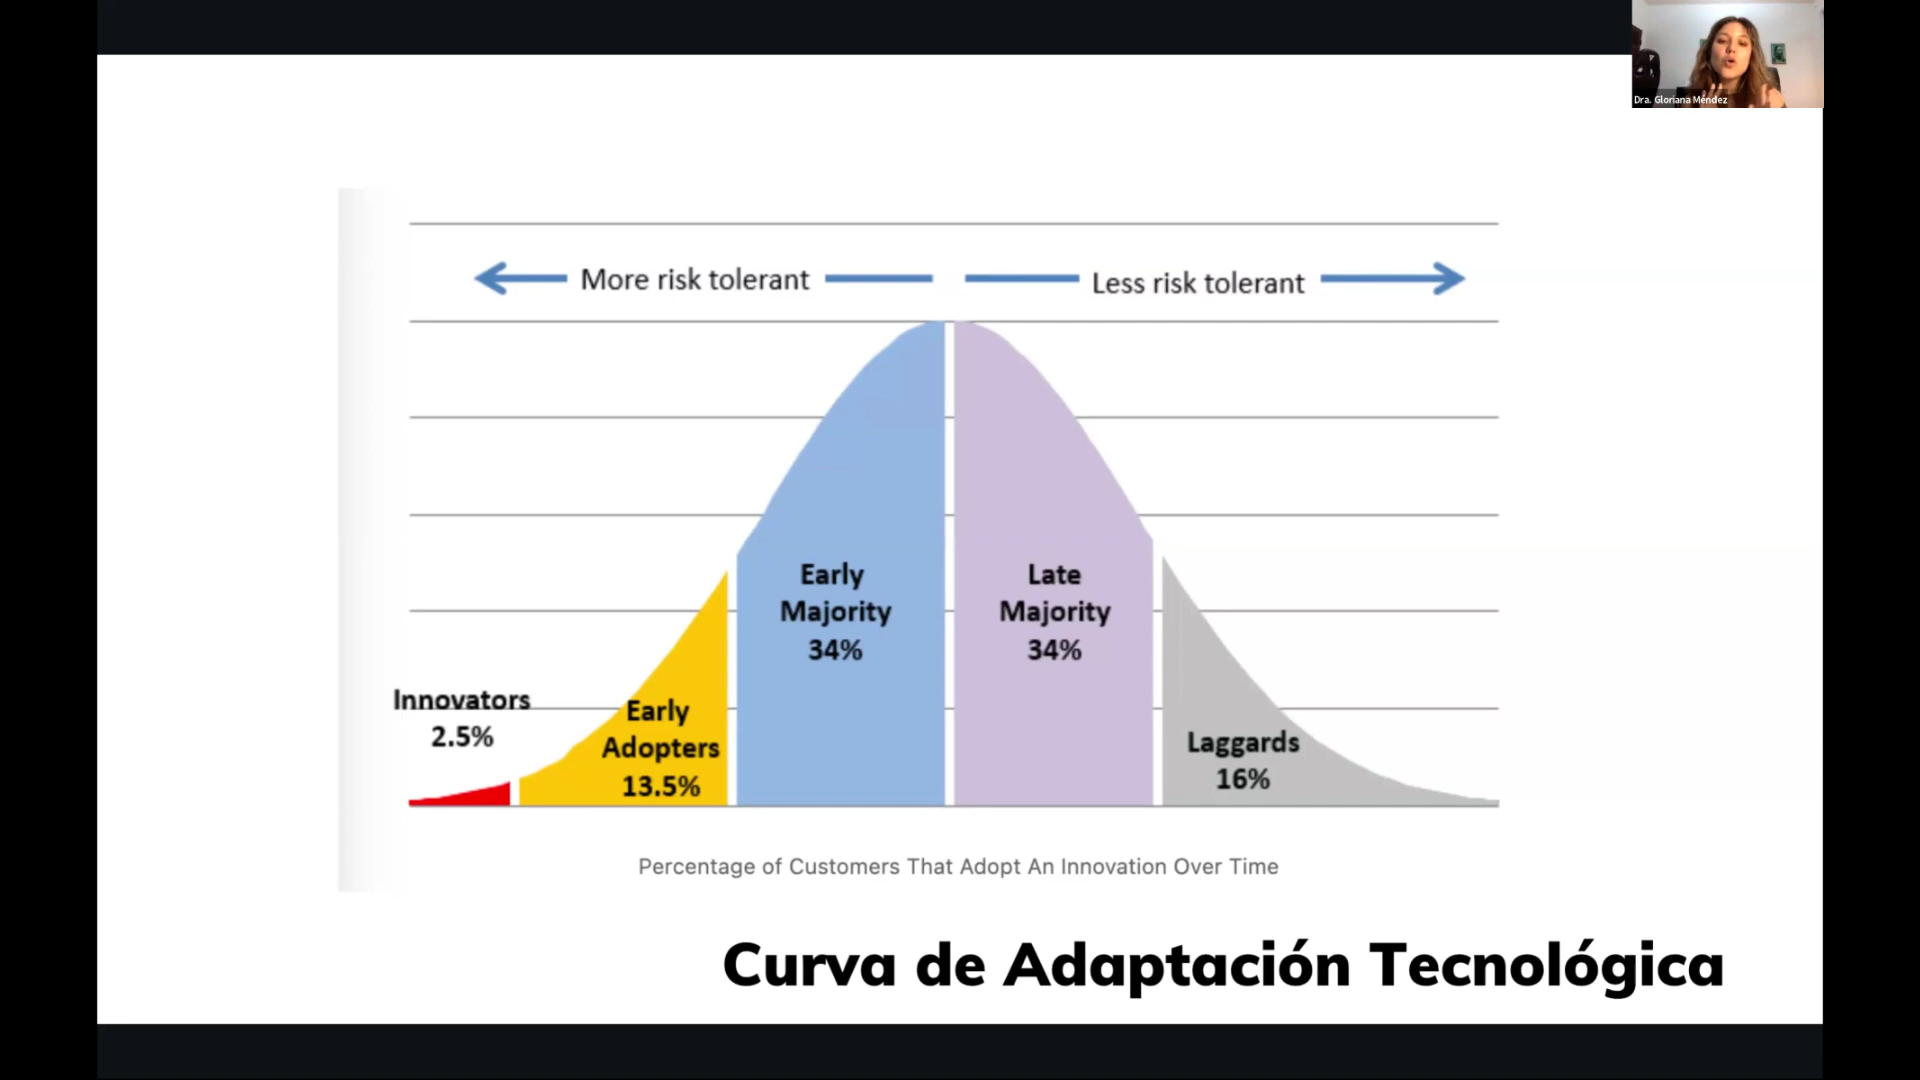 Dra. Gloriana Méndez
More risk tolerant
Less risk tolerant
Early
Majority
34%
Late
Majority
34%
Innovators
2.5%
Early
Adopters
13.5%
Laggards
16%
Percentage of Customers That Adopt An Innovation Over Time
Curva de Adaptación Tecnológica